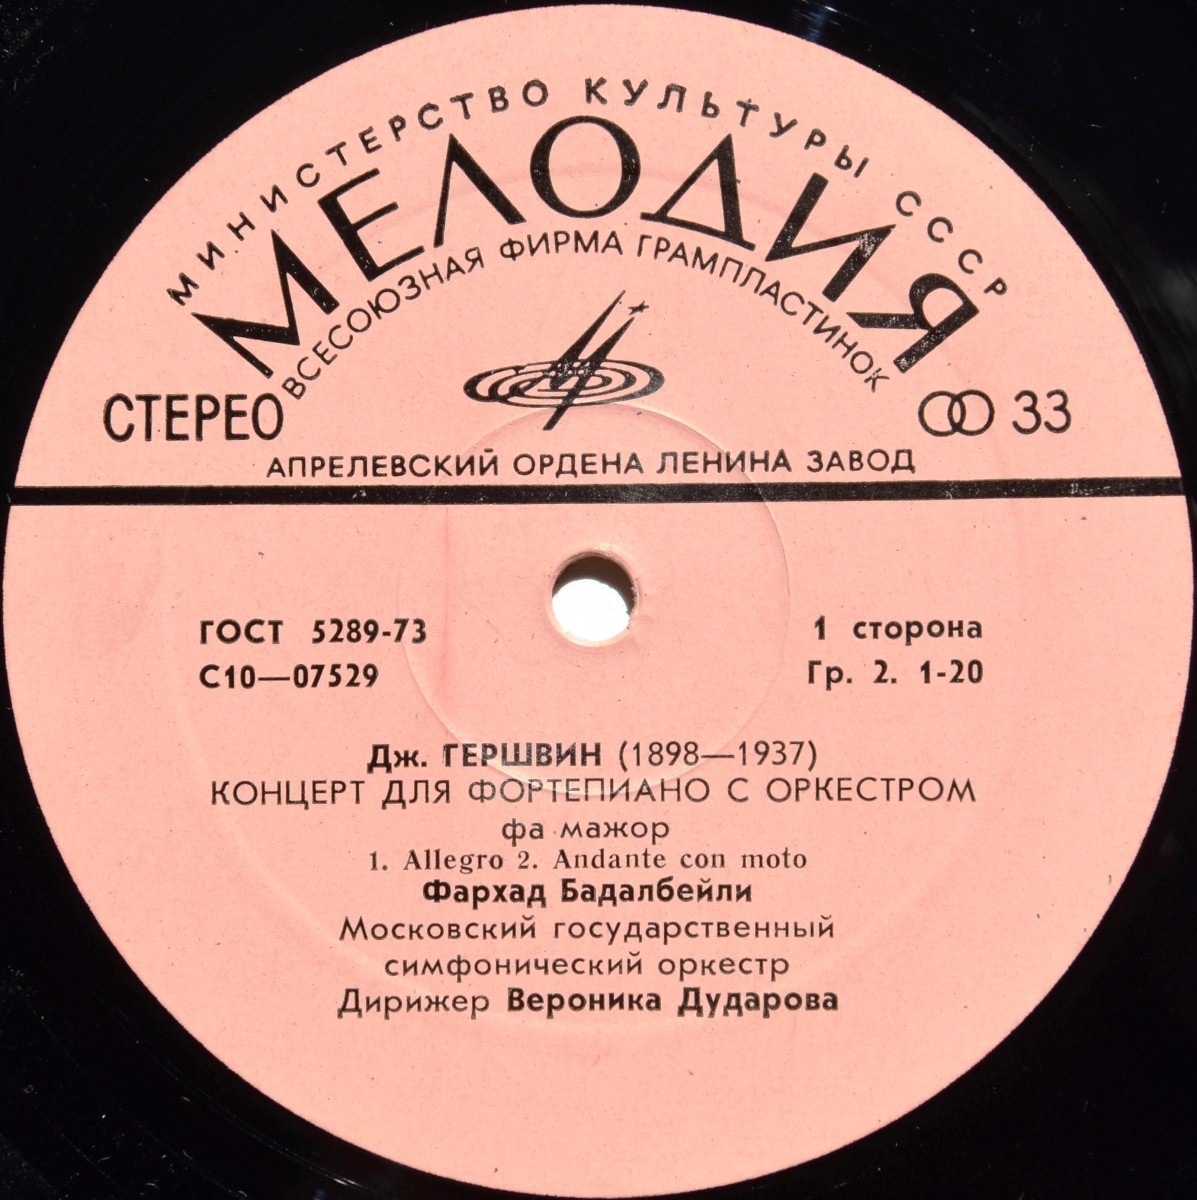 МИНИСТЕРСТВО КУЛЬТУРЫ СССР
МЕЛОДИЯ
ВСЕСОЮЗНАЯ ФИРМА ГРАМПЛАСТИНОК
СТЕРЕО
33
АПРЕЛЕВСКИЙ ОРДЕНА ЛЕНИНА ЗАВОД
ГОСТ 5289-73
1 сторона
С10—07529
Гр. 2. 1-20
Дж. ГЕРШВИН (1898—1937)
КОНЦЕРТ ДЛЯ ФОРТЕПИАНО С ОРКЕСТРОМ
фа мажор
1. Allegro 2. Andante con moto
Фархад Бадалбейли
Московский государственный
симфонический оркестр
Дирижер Вероника Дударова